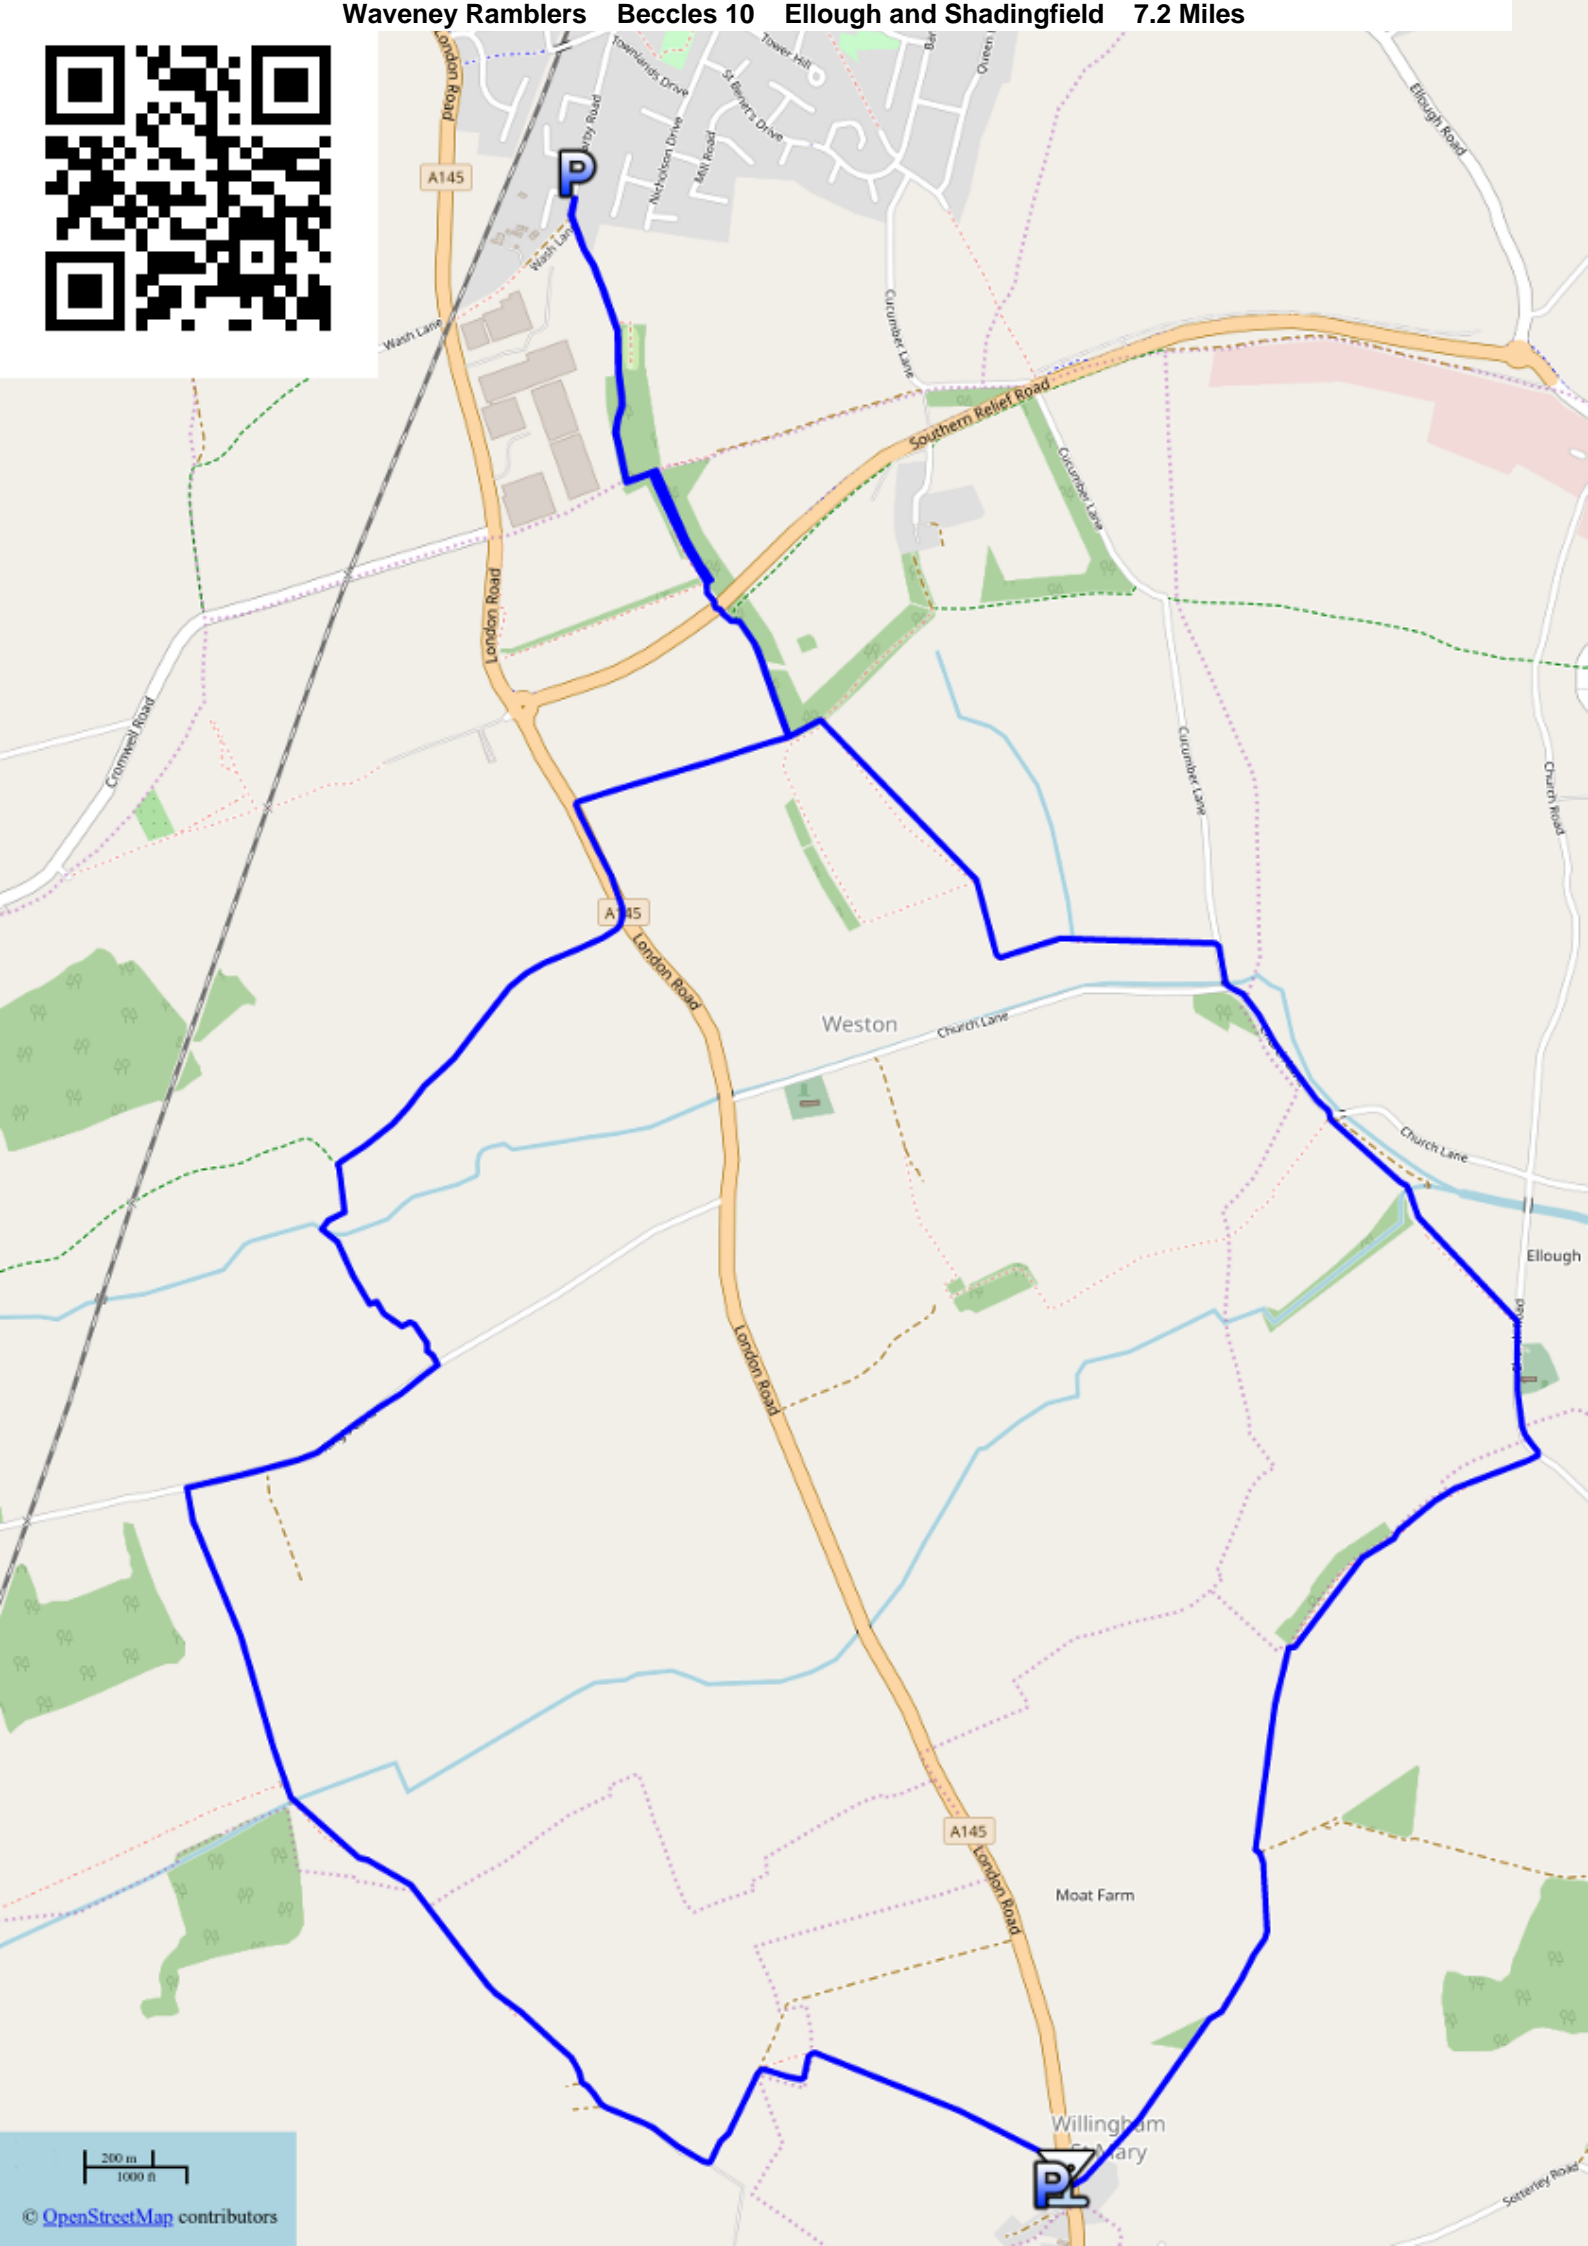 Waveney Ramblers Beccles 10 Ellough and Shadingfield 7.2 Miles
London Road
Townlands Drive
Tower Hill
Queen
Ellough Road
St Benet's Drive
Nicholson Drive
Mill Road
A145
P
Wash Lane
Wash Lane
Cucumber Lane
Southern Relief Road
Cucumber Lane
London Road
Cromwell Road
Cucumber Lane
Church Road
A145
London Road
Weston
Church Lane
Church Lane
Ellough
London Road
A145
London Road
Moat Farm
Willingham
St Mary
P
Sotterley Road
200 m
1000 ft
© OpenStreetMap contributors